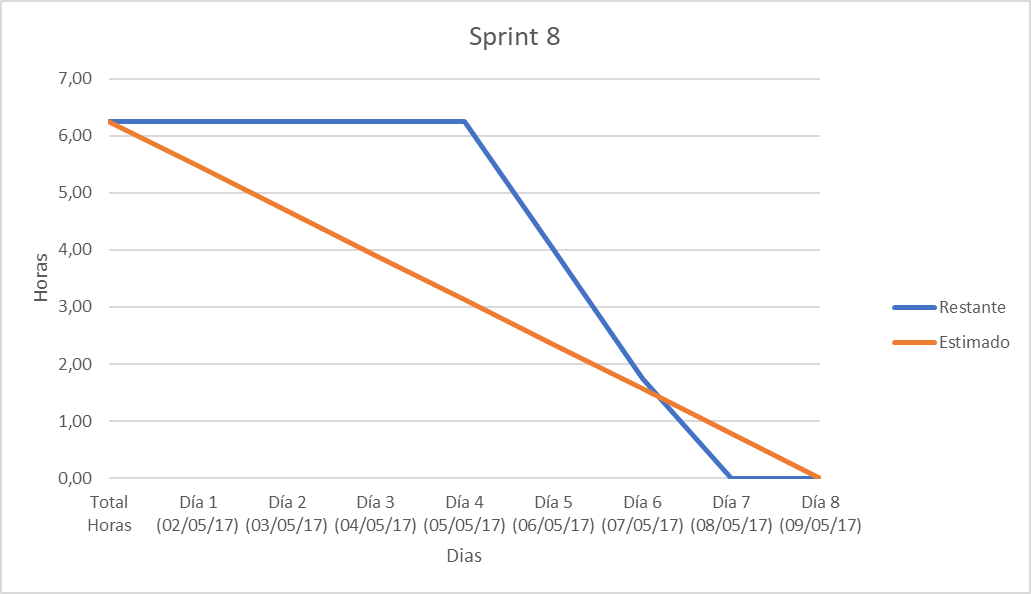 Sprint 8
7,00
6,00
5,00
4,00
3,00
2,00
1,00
0,00
Horas
Total
Horas
Día 1
(02/05/17)
Día 2
(03/05/17)
Día 3
(04/05/17)
Día 4
(05/05/17)
Día 5
(06/05/17)
Día 6
(07/05/17)
Día 7
(08/05/17)
Día 8
(09/05/17)
Dias
Restante
Estimado